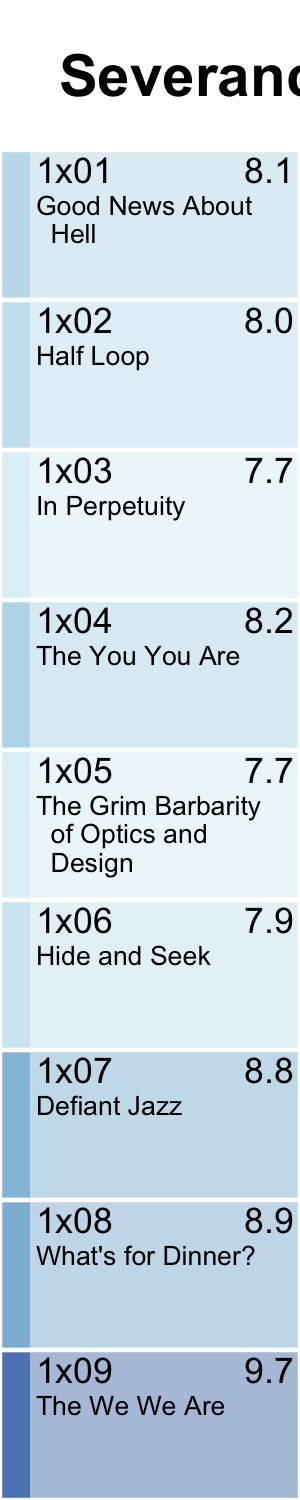 Severanc
1x01 8.1
Good News About
Hell
1x02 8.0
Half Loop
1x03 7.7
In Perpetuity
1x04 8.2
The You You Are
1x05 7.7
The Grim Barbarity
of Optics and
Design
1x06 7.9
Hide and Seek
1x07 8.8
Defiant Jazz
1x08 8.9
What's for Dinner?
1x09 9.7
The We We Are